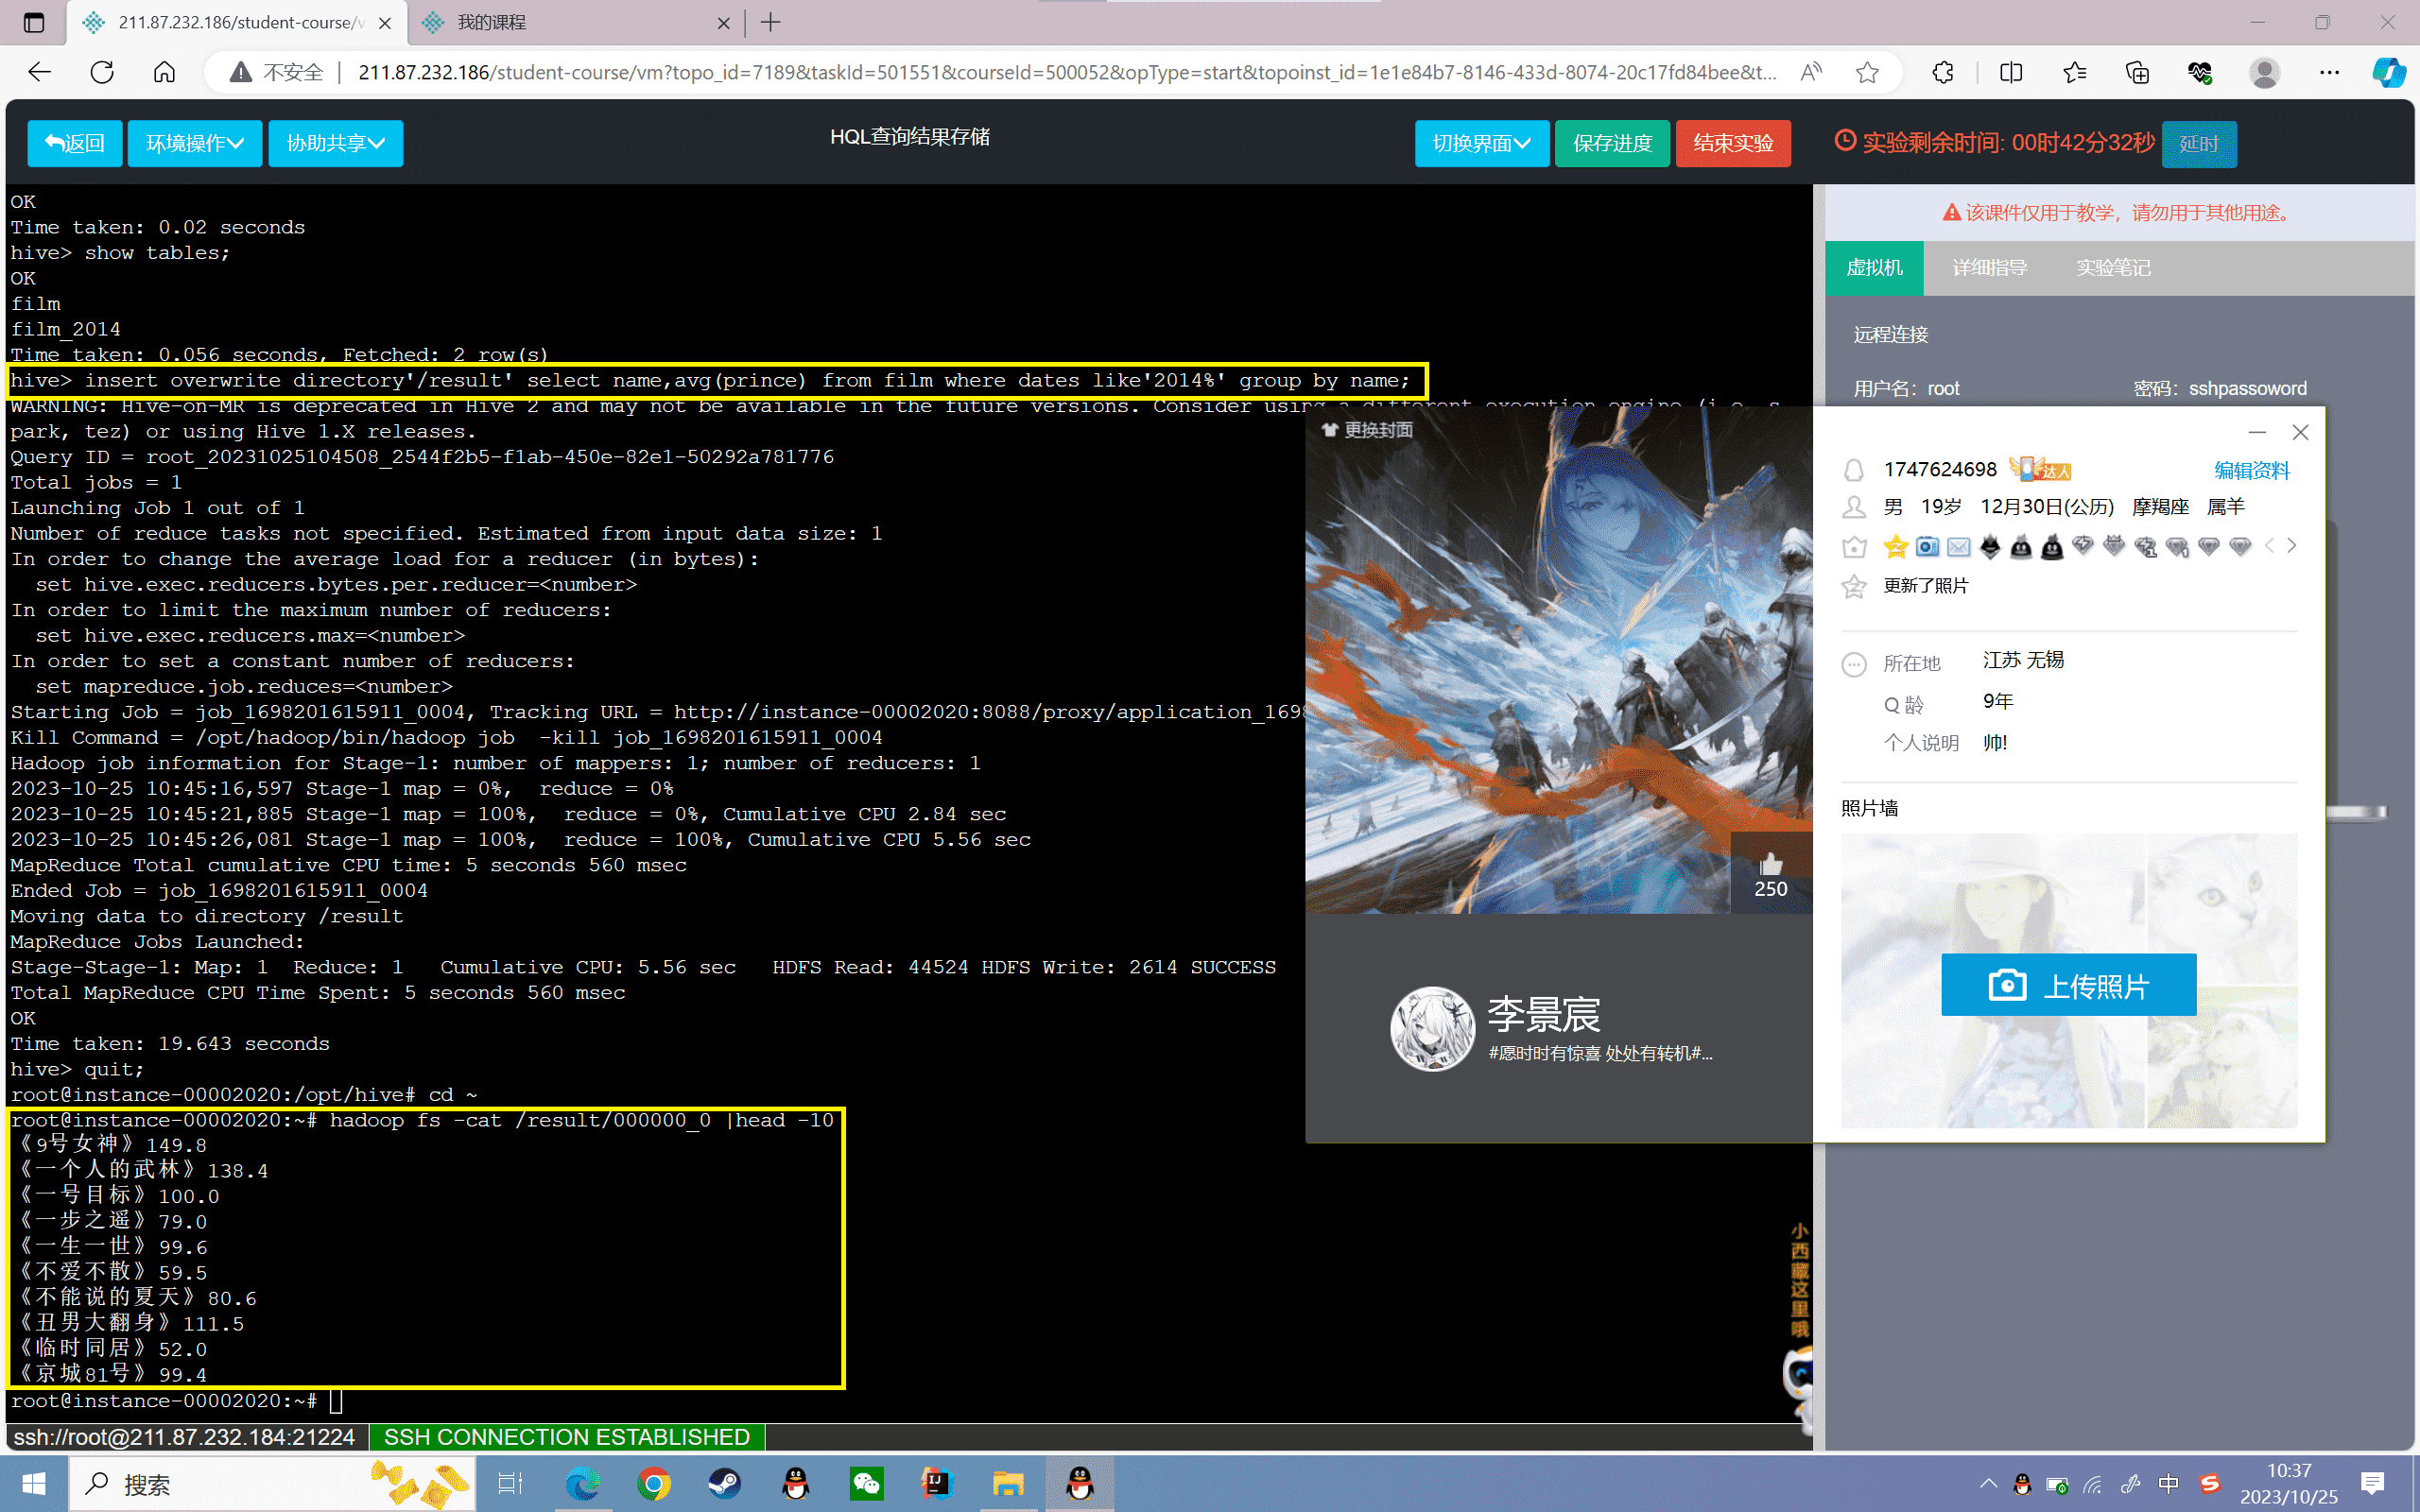 211.87.232.186/student-course/v
我的课程
不安全
211.87.232.186/student-course/vm?topo_id=7189&taskId=501551&courseId=500052&opType=start&topoinst_id=1e1e84b7-8146-433d-8074-20c17fd84bee&t...
返回
环境操作
协助共享
HQL查询结果存储
切换界面
保存进度
结束实验
实验剩余时间: 00时42分32秒
延时
OK
Time taken: 0.02 seconds
hive> show tables;
OK
film
film_2014
Time taken: 0.056 seconds, Fetched: 2 row(s)
hive> insert overwrite directory'/result' select name,avg(prince) from film where dates like'2014%' group by name;
WARNING: Hive-on-MR is deprecated in Hive 2 and may not be available in the future versions. Consider using a different execution engine (i.e. s
park, tez) or using Hive 1.X releases.
Query ID = root_20231025104508_2544f2b5-f1ab-450e-82e1-50292a781776
Total jobs = 1
Launching Job 1 out of 1
Number of reduce tasks not specified. Estimated from input data size: 1
In order to change the average load for a reducer (in bytes):
set hive.exec.reducers.bytes.per.reducer=<number>
In order to limit the maximum number of reducers:
set hive.exec.reducers.max=<number>
In order to set a constant number of reducers:
set mapreduce.job.reduces=<number>
Starting Job = job_1698201615911_0004, Tracking URL = http://instance-00002020:8088/proxy/application_169
Kill Command = /opt/hadoop/bin/hadoop job -kill job_1698201615911_0004
Hadoop job information for Stage-1: number of mappers: 1; number of reducers: 1
2023-10-25 10:45:16,597 Stage-1 map = 0%, reduce = 0%
2023-10-25 10:45:21,885 Stage-1 map = 100%, reduce = 0%, Cumulative CPU 2.84 sec
2023-10-25 10:45:26,081 Stage-1 map = 100%, reduce = 100%, Cumulative CPU 5.56 sec
MapReduce Total cumulative CPU time: 5 seconds 560 msec
Ended Job = job_1698201615911_0004
Moving data to directory /result
MapReduce Jobs Launched:
Stage-Stage-1: Map: 1 Reduce: 1 Cumulative CPU: 5.56 sec HDFS Read: 44524 HDFS Write: 2614 SUCCESS
Total MapReduce CPU Time Spent: 5 seconds 560 msec
OK
Time taken: 19.643 seconds
hive> quit;
root@instance-00002020:/opt/hive# cd ~
root@instance-00002020:~# hadoop fs -cat /result/000000_0 |head -10
《9号女神》149.8
《一个人的武林》138.4
《一号目标》100.0
《一步之遥》79.0
《一生一世》99.6
《不爱不散》59.5
《不能说的夏天》80.6
《丑男大翻身》111.5
《临时同居》52.0
《京城81号》99.4
root@instance-00002020:~#
ssh://root@211.87.232.184:21224
SSH CONNECTION ESTABLISHED
小西藏这里哦
该课件仅用于教学，请勿用于其他用途。
虚拟机
详细指导
实验笔记
远程连接
用户名：root
密码：sshpassoword
更换封面
250
李景宸
#愿时时有惊喜 处处有转机#...
1747624698
达人
编辑资料
男 19岁 12月30日(公历) 摩羯座 属羊
更新了照片
所在地 江苏 无锡
Q龄 9年
个人说明 帅!
照片墙
上传照片
搜索
中
10:37
2023/10/25